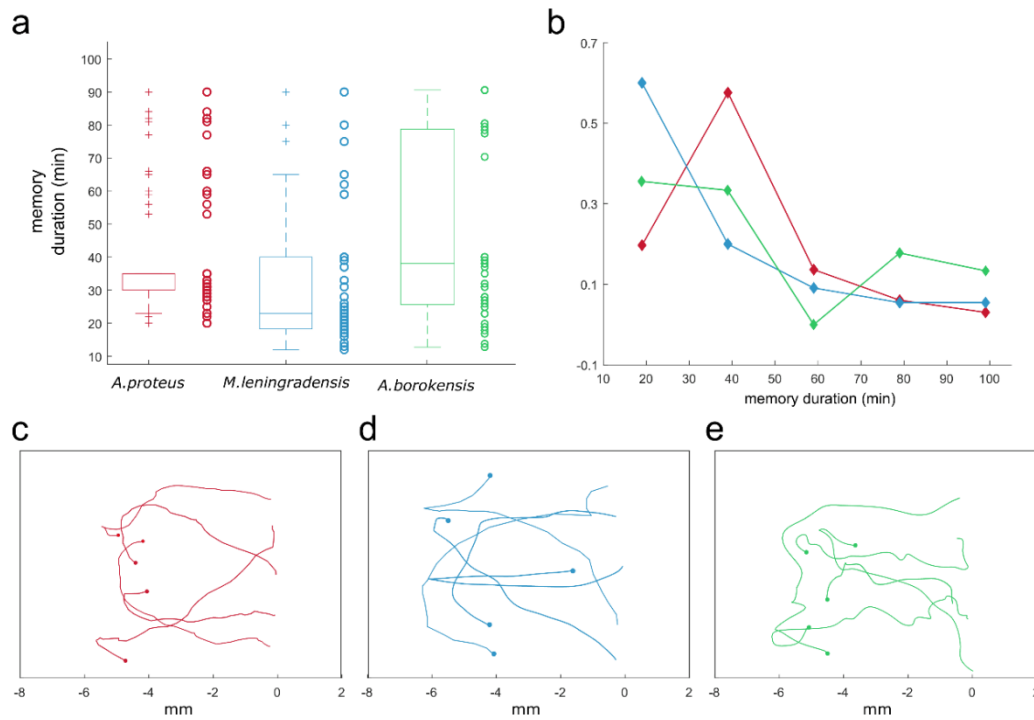 a
b
memory
duration (min)
100
90
80
70
60
50
40
30
20
10
A.proteus
M.leningradensis
A.borokensis
0.7
0.5
0.3
0.1
-0.1
10 20 30 40 50 60 70 80 90 100
memory duration (min)
c
d
e
-8 -6 -4 -2 0 2
mm
-8 -6 -4 -2 0 2
mm
-8 -6 -4 -2 0 2
mm